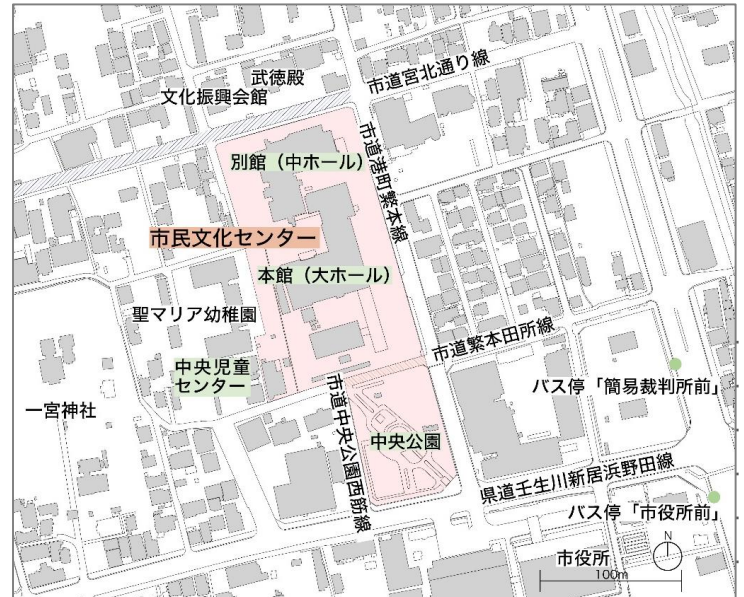 武徳殿
文化振興会館
市道宮北通り線
別館（中ホール）
市道港町繁本線
市民文化センター
本館（大ホール）
聖マリア幼稚園
市道繁本田所線
中央児童
センター
バス停「簡易裁判所前」
一宮神社
市道中央公園西筋線
中央公園
県道壬生川新居浜野田線
バス停「市役所前」
市役所
N
100m